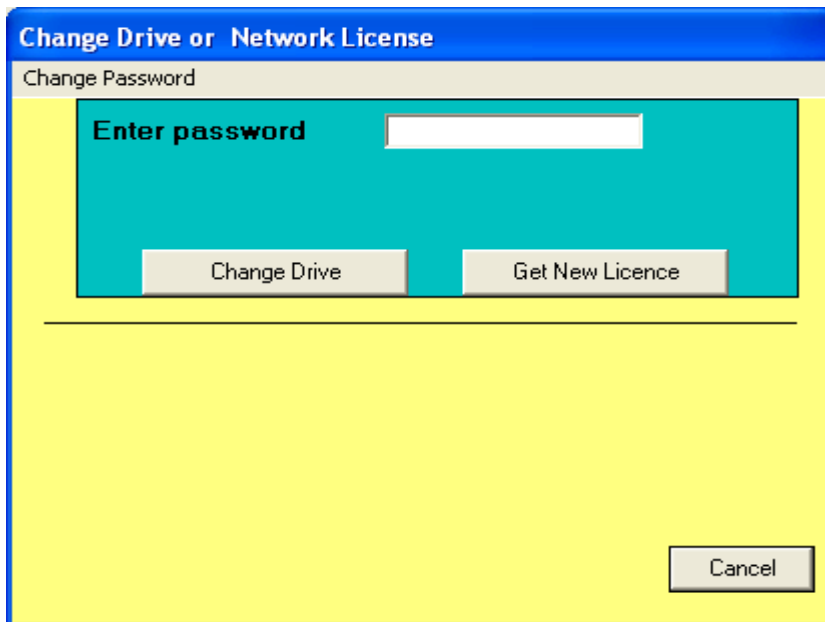 Change Drive or  Network License
Change Password
Enter password
Change Drive
Get New Licence
Cancel